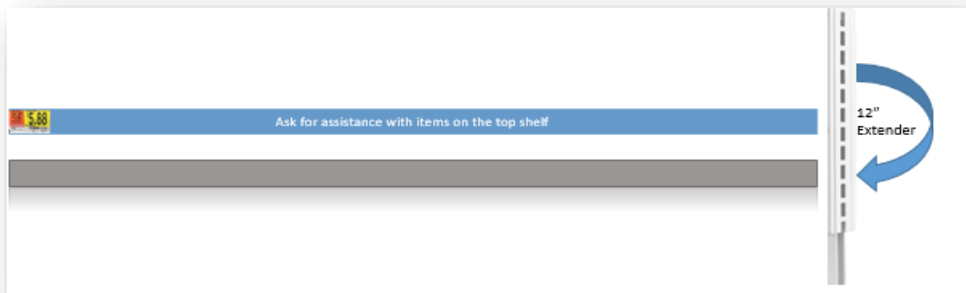 5.88
Ask for assistance with items on the top shelf
12”
Extender